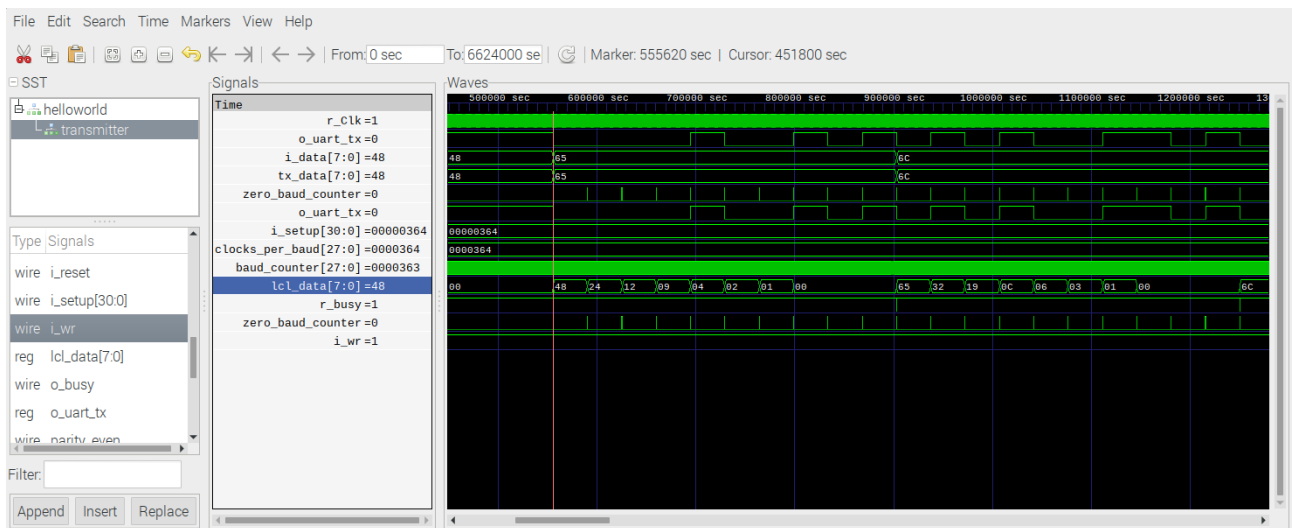 File Edit Search Time Markers View Help
From: 0 sec To: 6624000 se Marker: 555620 sec | Cursor: 451800 sec
SST
helloworld
transmitter
Type Signals
wire i_reset
wire i_setup[30:0]
wire i_wr
reg lcl_data[7:0]
wire o_busy
reg o_uart_tx
wire parity_even
Filter:
Append Insert Replace
Signals
Time
r_Clk=1
o_uart_tx=0
i_data[7:0]=48
tx_data[7:0]=48
zero_baud_counter=0
o_uart_tx=0
i_setup[30:0]=00000364
clocks_per_baud[27:0]=0000364
baud_counter[27:0]=0000363
lcl_data[7:0]=48
r_busy=1
zero_baud_counter=0
i_wr=1
Waves
500000 sec 600000 sec 700000 sec 800000 sec 900000 sec 1000000 sec 1100000 sec 1200000 sec 13
48 65 6C
48 65 6C
00000364
0000364
00 48 24 12 09 04 02 01 00 65 32 19 0C 06 03 01 00 6C